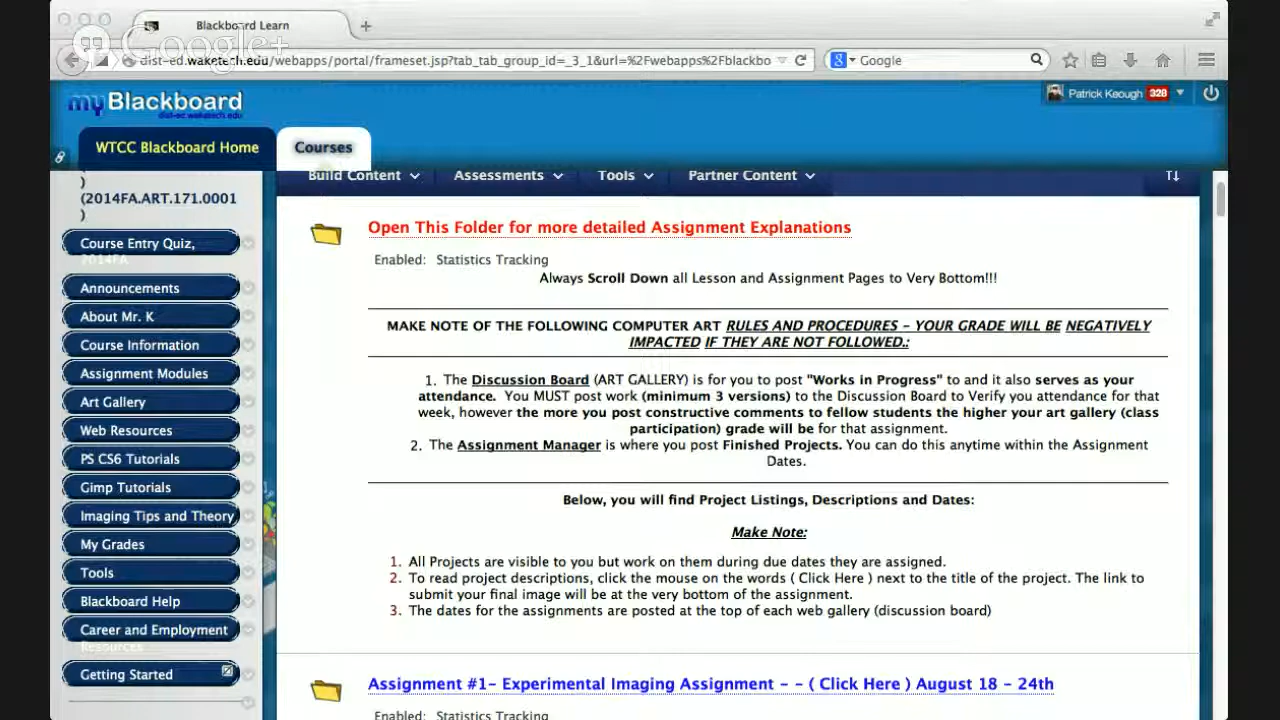 Blackboard Learn
Google+
dist-ed.waketech.edu/webapps/portal/frameset.jsp?tab_tab_group_id=_3_1&url=%2Fwebapps%2Fblackbo
Google
myBlackboard
Patrick Keough 328
WTCC Blackboard Home
Courses
)
(2014FA.ART.171.0001
)
Build Content
Assessments
Tools
Partner Content
Course Entry Quiz,
2014FA
Announcements
About Mr. K
Course Information
Assignment Modules
Art Gallery
Web Resources
PS CS6 Tutorials
Gimp Tutorials
Imaging Tips and Theory
My Grades
Tools
Blackboard Help
Career and Employment
Resources
Getting Started
Open This Folder for more detailed Assignment Explanations
Enabled: Statistics Tracking
Always Scroll Down all Lesson and Assignment Pages to Very Bottom!!!
MAKE NOTE OF THE FOLLOWING COMPUTER ART RULES AND PROCEDURES – YOUR GRADE WILL BE NEGATIVELY
IMPACTED IF THEY ARE NOT FOLLOWED.:
1. The Discussion Board (ART GALLERY) is for you to post "Works in Progress" to and it also serves as your
attendance. You MUST post work (minimum 3 versions) to the Discussion Board to Verify you attendance for that
week, however the more you post constructive comments to fellow students the higher your art gallery (class
participation) grade will be for that assignment.
2. The Assignment Manager is where you post Finished Projects. You can do this anytime within the Assignment
Dates.
Below, you will find Project Listings, Descriptions and Dates:
Make Note:
1. All Projects are visible to you but work on them during due dates they are assigned.
2. To read project descriptions, click the mouse on the words ( Click Here ) next to the title of the project. The link to
submit your final image will be at the very bottom of the assignment.
3. The dates for the assignments are posted at the top of each web gallery (discussion board)
Assignment #1- Experimental Imaging Assignment - - ( Click Here ) August 18 - 24th
Enabled: Statistics Tracking